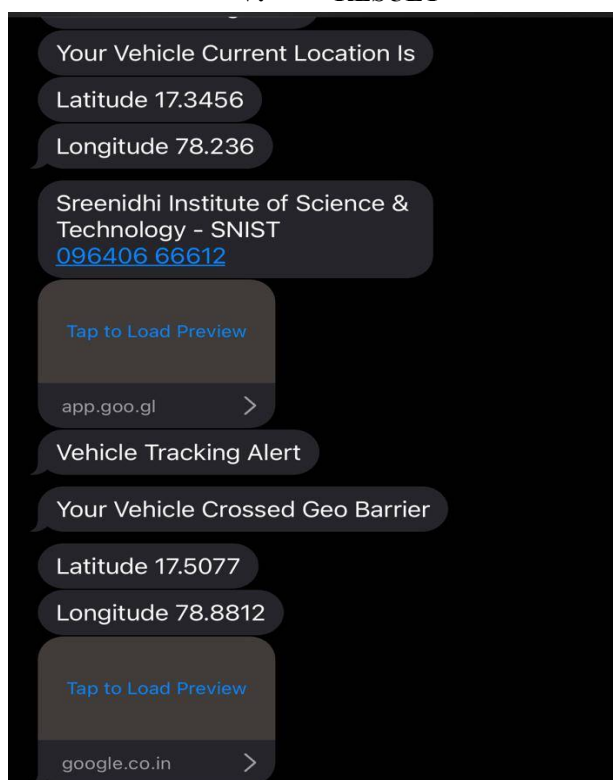 Your Vehicle Current Location Is
Latitude 17.3456
Longitude 78.236
Sreenidhi Institute of Science &
Technology - SNIST
096406 66612
Tap to Load Preview
app.goo.gl
Vehicle Tracking Alert
Your Vehicle Crossed Geo Barrier
Latitude 17.5077
Longitude 78.8812
Tap to Load Preview
google.co.in